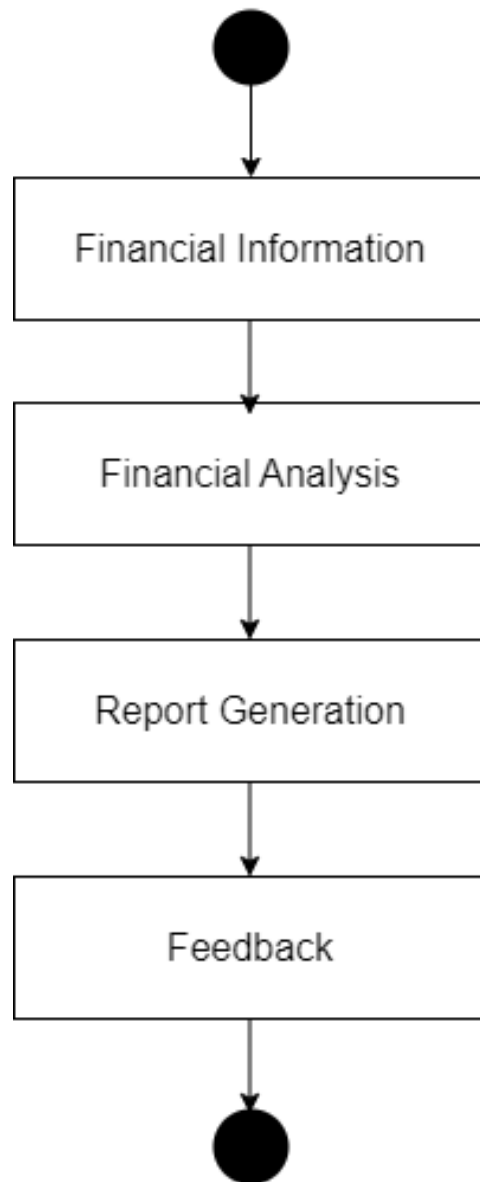 Financial Information
Financial Analysis
Report Generation
Feedback